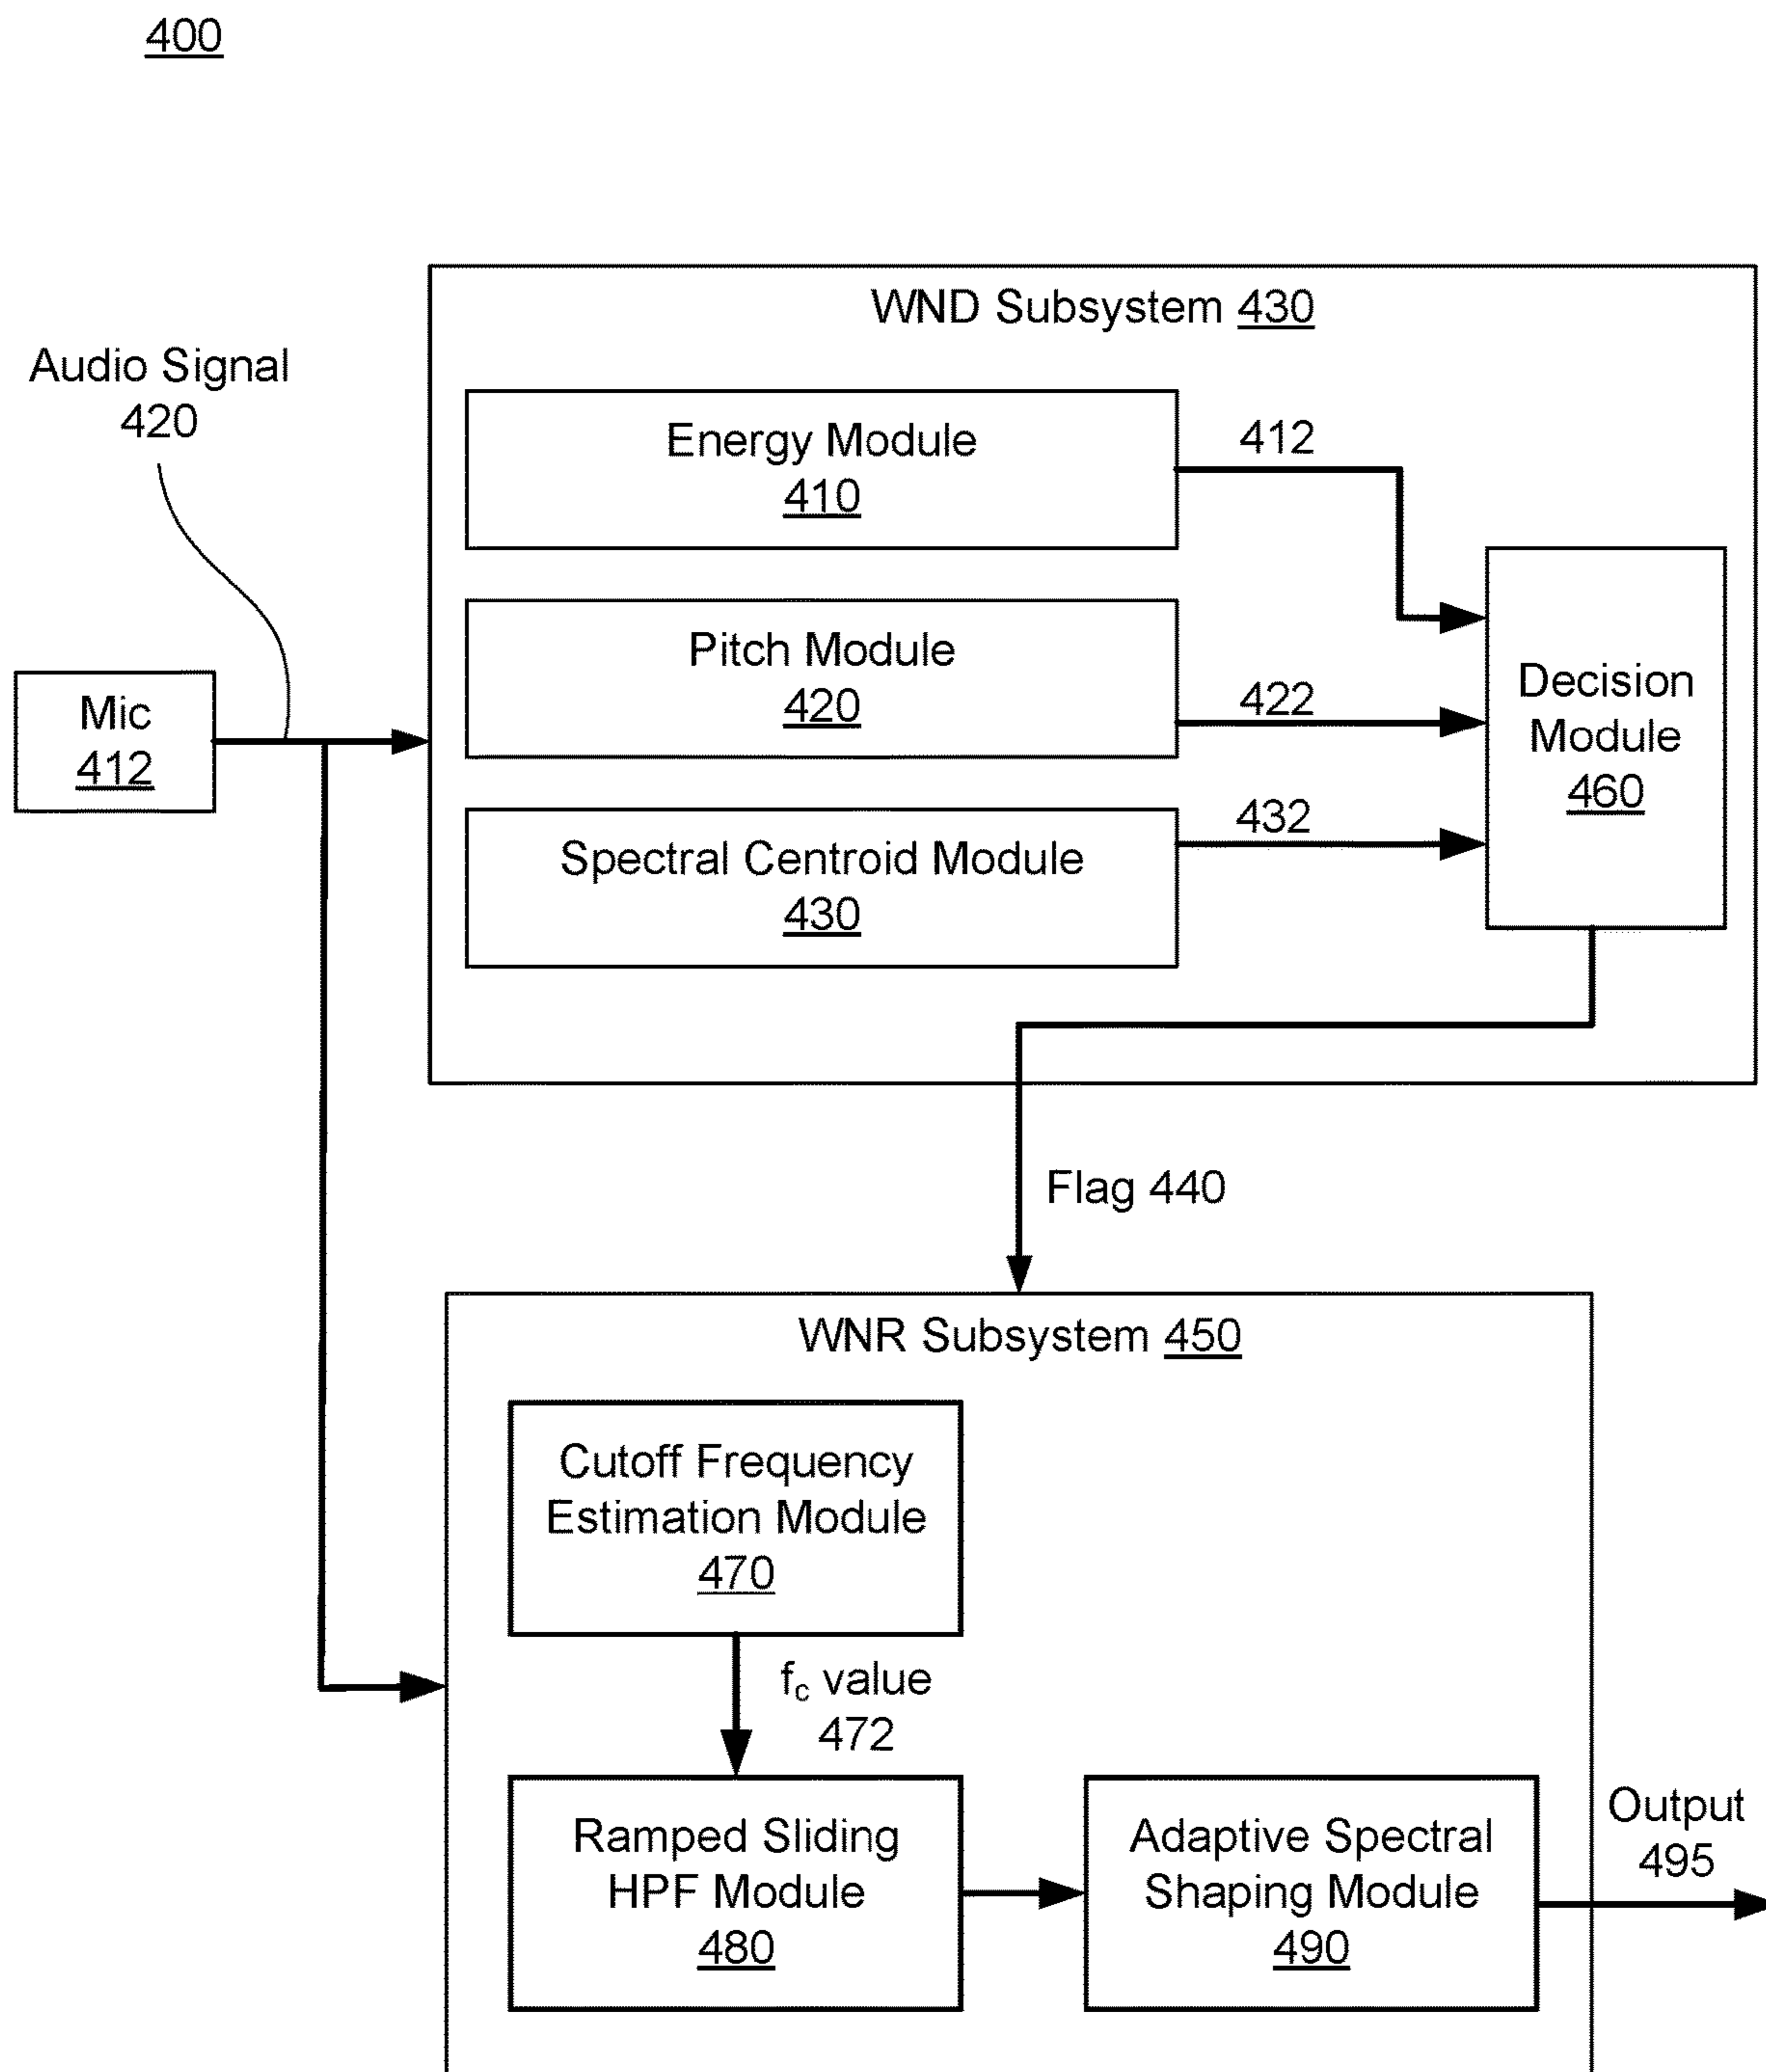 400
WND Subsystem 430
Audio Signal
420
Energy Module
410
412
Pitch Module
420
422
Mic
412
Decision
Module
460
Spectral Centroid Module
430
432
Flag 440
WNR Subsystem 450
Cutoff Frequency
Estimation Module
470
fc value
472
Ramped Sliding
HPF Module
480
Adaptive Spectral
Shaping Module
490
Output
495